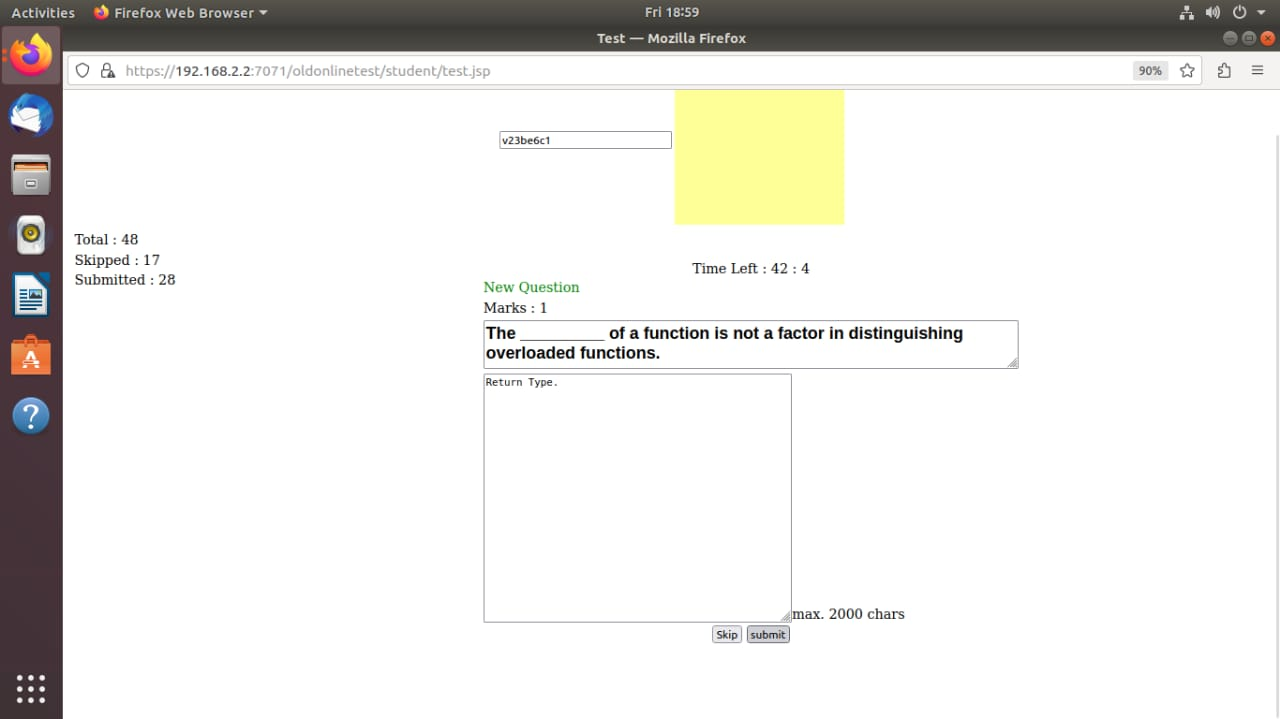 Activities
Firefox Web Browser
Fri 18:59
Test — Mozilla Firefox
https://192.168.2.2:7071/oldonlinetest/student/test.jsp
90%
v23be6c1
Total : 48
Skipped : 17
Submitted : 28
Time Left : 42 : 4
New Question
Marks : 1
The _________ of a function is not a factor in distinguishing
overloaded functions.
Return Type.
max. 2000 chars
Skip
submit